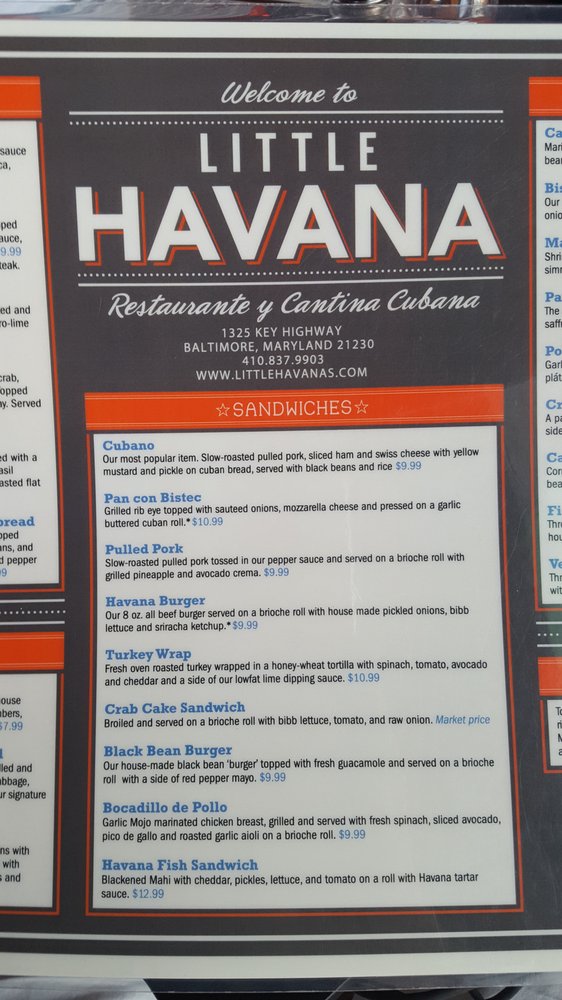 Welcome to
LITTLE
HAVANA
Restaurante y Cantina Cubana
1325 KEY HIGHWAY
BALTIMORE, MARYLAND 21230
410.837.9903
WWW.LITTLEHAVANAS.COM
☆SANDWICHES☆
Cubano
Our most popular item. Slow-roasted pulled pork, sliced ham and swiss cheese with yellow
mustard and pickle on cuban bread, served with black beans and rice $9.99
Pan con Bistec
Grilled rib eye topped with sauteed onions, mozzarella cheese and pressed on a garlic
buttered cuban roll.* $10.99
Pulled Pork
Slow-roasted pulled pork tossed in our pepper sauce and served on a brioche roll with
grilled pineapple and avocado crema. $9.99
Havana Burger
Our 8 oz. all beef burger served on a brioche roll with house made pickled onions, bibb
lettuce and sriracha ketchup.* $9.99
Turkey Wrap
Fresh oven roasted turkey wrapped in a honey-wheat tortilla with spinach, tomato, avocado
and cheddar and a side of our lowfat lime dipping sauce. $10.99
Crab Cake Sandwich
Broiled and served on a brioche roll with bibb lettuce, tomato, and raw onion. Market price
Black Bean Burger
Our house-made black bean 'burger' topped with fresh guacamole and served on a brioche
roll with a side of red pepper mayo. $9.99
Bocadillo de Pollo
Garlic Mojo marinated chicken breast, grilled and served with fresh spinach, sliced avocado,
pico de gallo and roasted garlic aioli on a brioche roll. $9.99
Havana Fish Sandwich
Blackened Mahi with cheddar, pickles, lettuce, and tomato on a roll with Havana tartar
sauce. $12.99